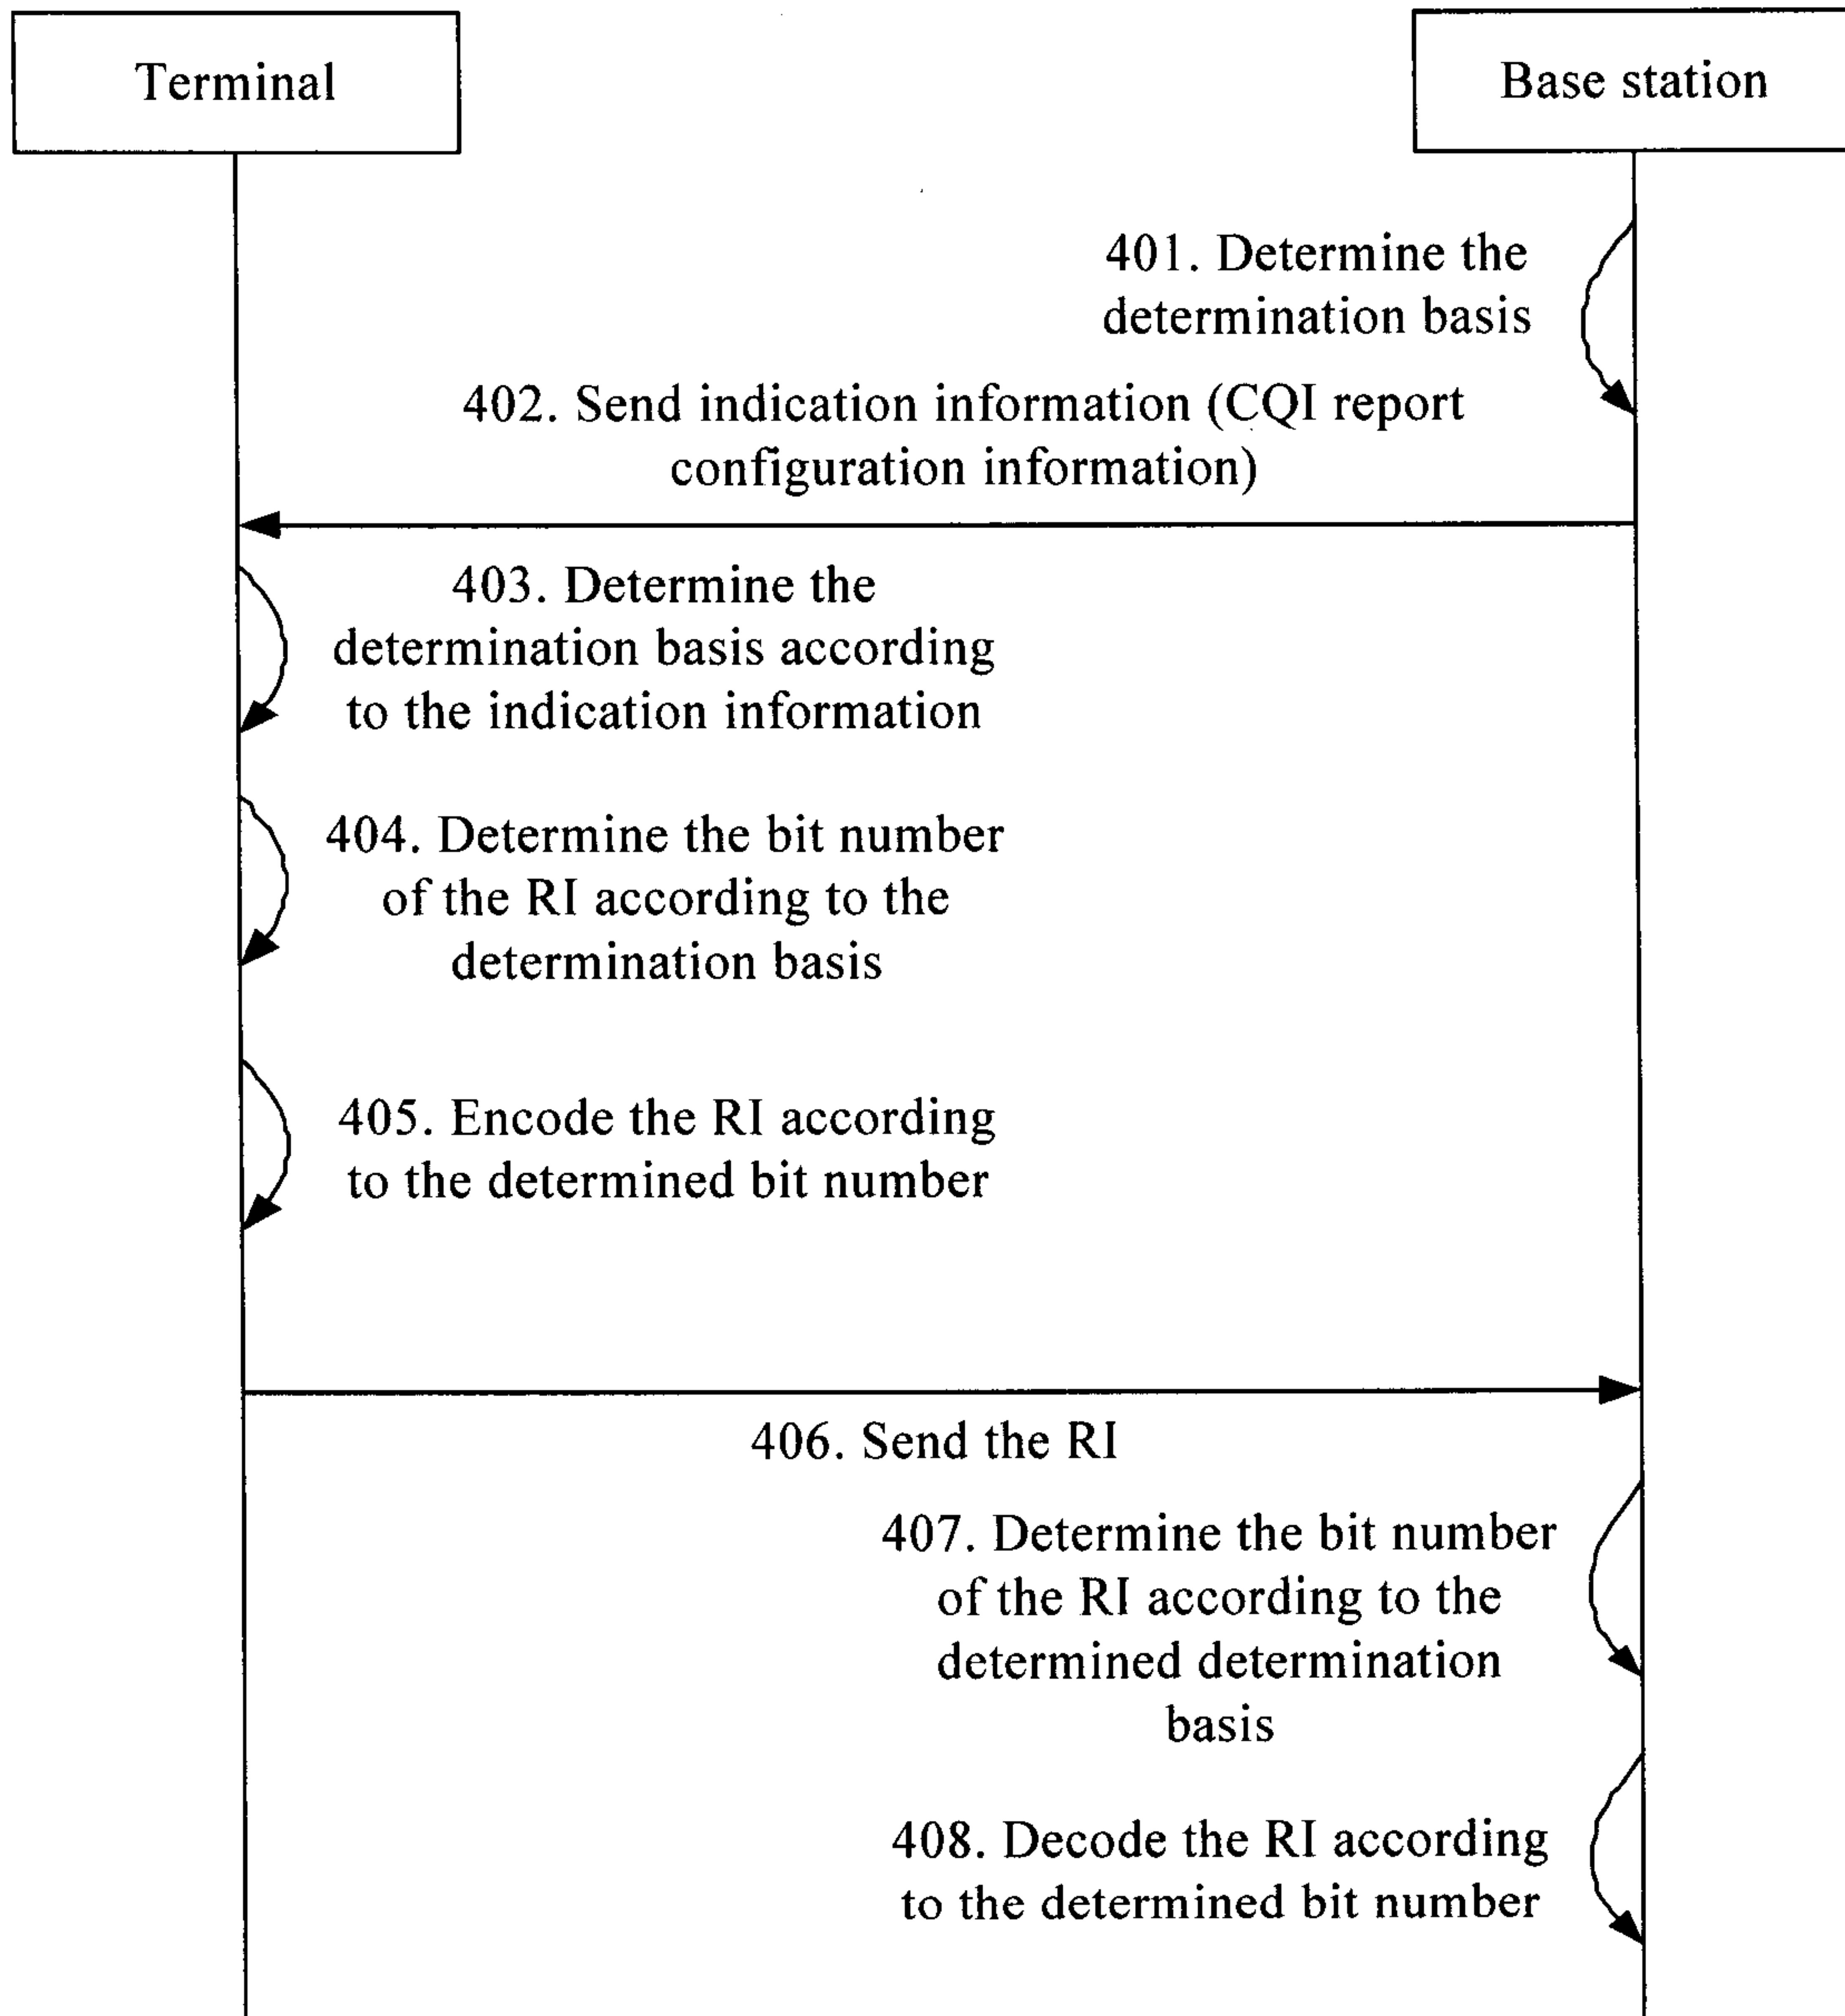 Terminal
Base station
401. Determine the
determination basis
402. Send indication information (CQI report
configuration information)
403. Determine the
determination basis according
to the indication information
404. Determine the bit number
of the RI according to the
determination basis
405. Encode the RI according
to the determined bit number
406. Send the RI
407. Determine the bit number
of the RI according to the
determined determination
basis
408. Decode the RI according
to the determined bit number